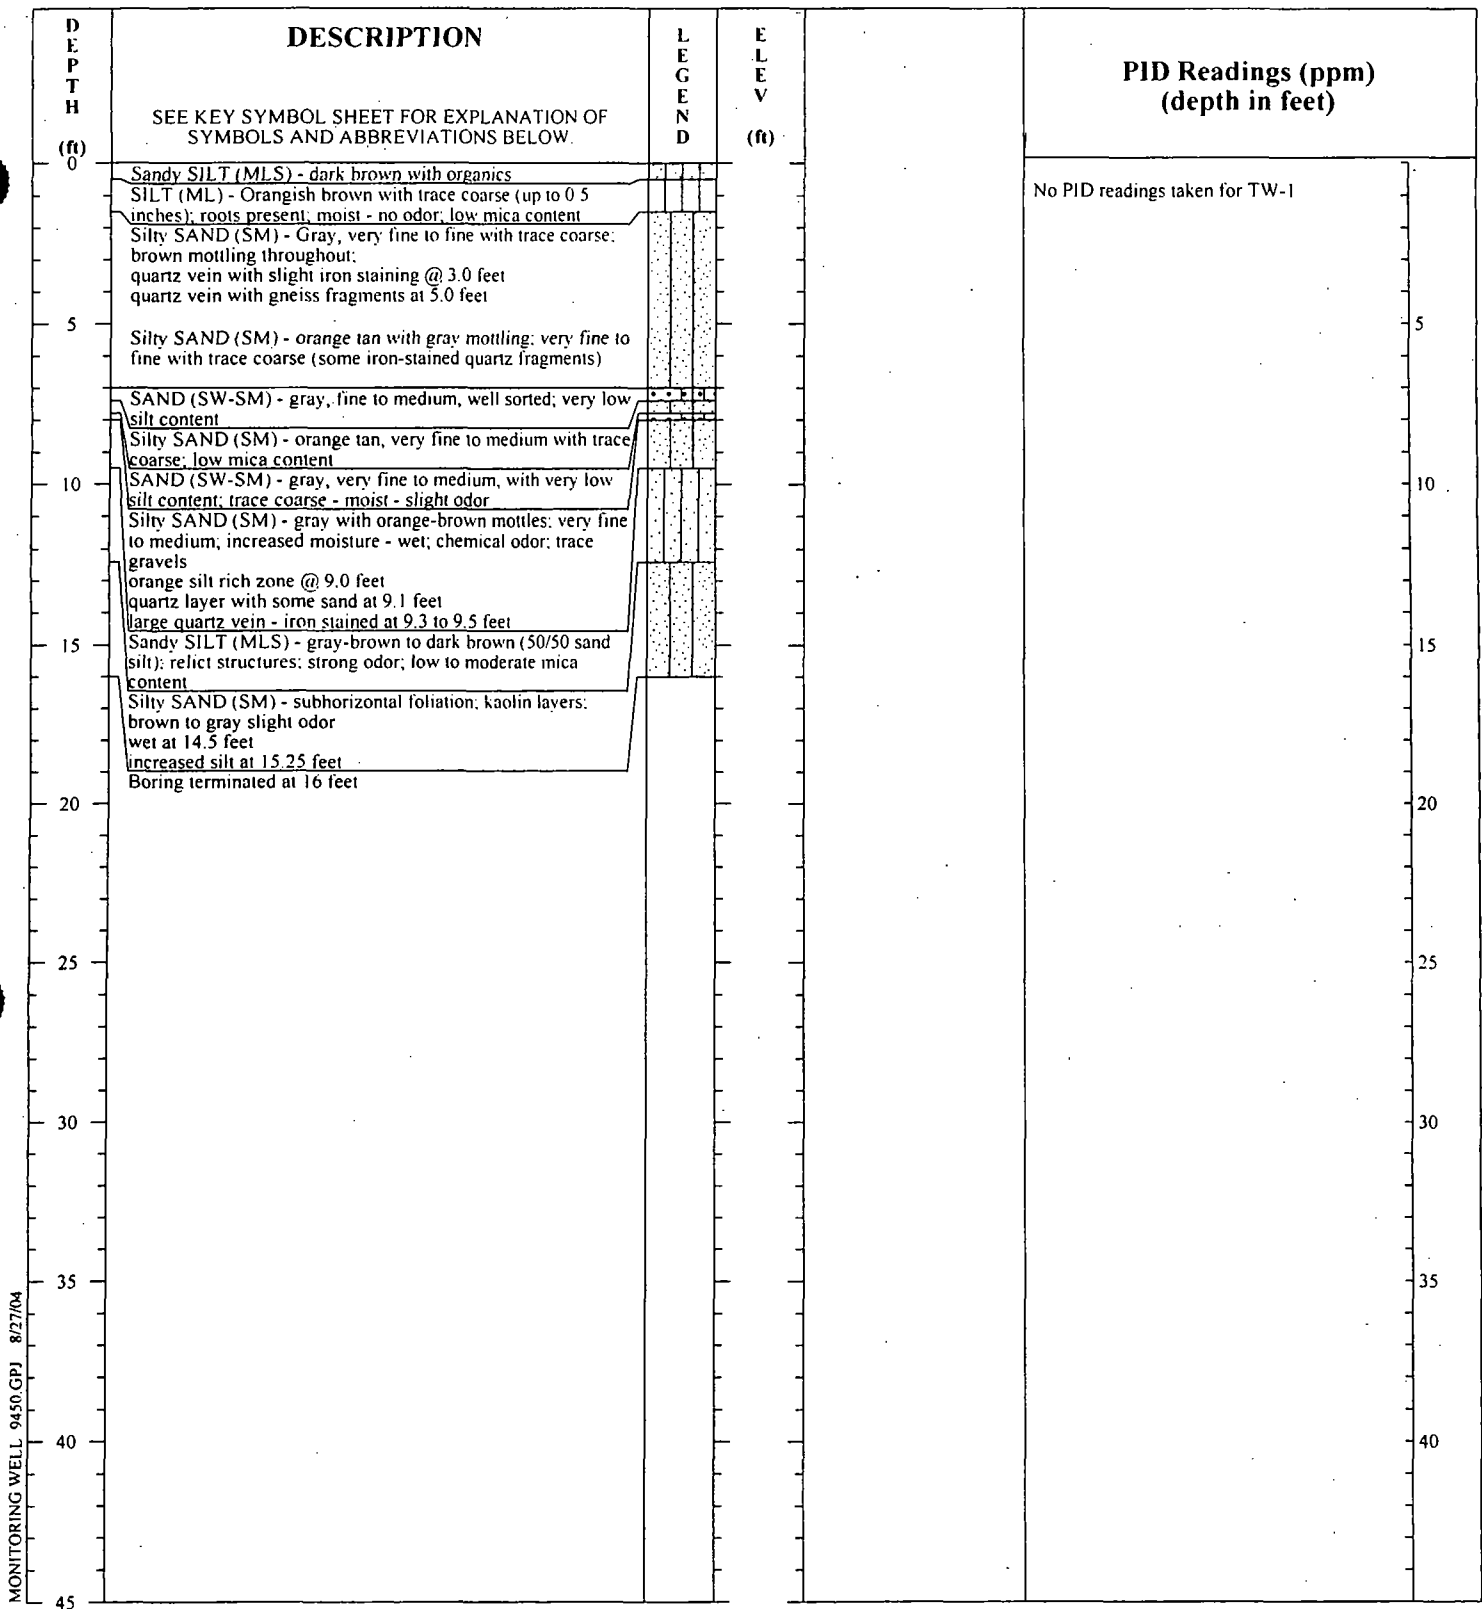 DEPTH
(ft)
DESCRIPTION
SEE KEY SYMBOL SHEET FOR EXPLANATION OF
SYMBOLS AND ABBREVIATIONS BELOW.
LEGEND
ELEV
(ft)
PID Readings (ppm)
(depth in feet)
0
Sandy SILT (MLS) - dark brown with organics
SILT (ML) - Orangish brown with trace coarse (up to 0 5
inches); roots present; moist - no odor; low mica content
Silty SAND (SM) - Gray, very fine to fine with trace coarse;
brown mottling throughout;
quartz vein with slight iron staining @ 3.0 feet
quartz vein with gneiss fragments at 5.0 feet
No PID readings taken for TW-1
5
5
Silty SAND (SM) - orange tan with gray mottling; very fine to
fine with trace coarse (some iron-stained quartz fragments)
SAND (SW-SM) - gray, fine to medium, well sorted; very low
silt content
Silty SAND (SM) - orange tan, very fine to medium with trace
coarse; low mica content
10
10
SAND (SW-SM) - gray, very fine to medium, with very low
silt content; trace coarse - moist - slight odor
Silty SAND (SM) - gray with orange-brown mottles; very fine
to medium; increased moisture - wet; chemical odor; trace
gravels
orange silt rich zone @ 9.0 feet
quartz layer with some sand at 9.1 feet
large quartz vein - iron stained at 9.3 to 9.5 feet
15
15
Sandy SILT (MLS) - gray-brown to dark brown (50/50 sand
silt); relict structures; strong odor; low to moderate mica
content
Silty SAND (SM) - subhorizontal foliation; kaolin layers;
brown to gray slight odor
wet at 14.5 feet
increased silt at 15.25 feet
Boring terminated at 16 feet
20
20
25
25
30
30
35
35
40
40
45
MONITORING WELL 9450.GPJ 8/27/04